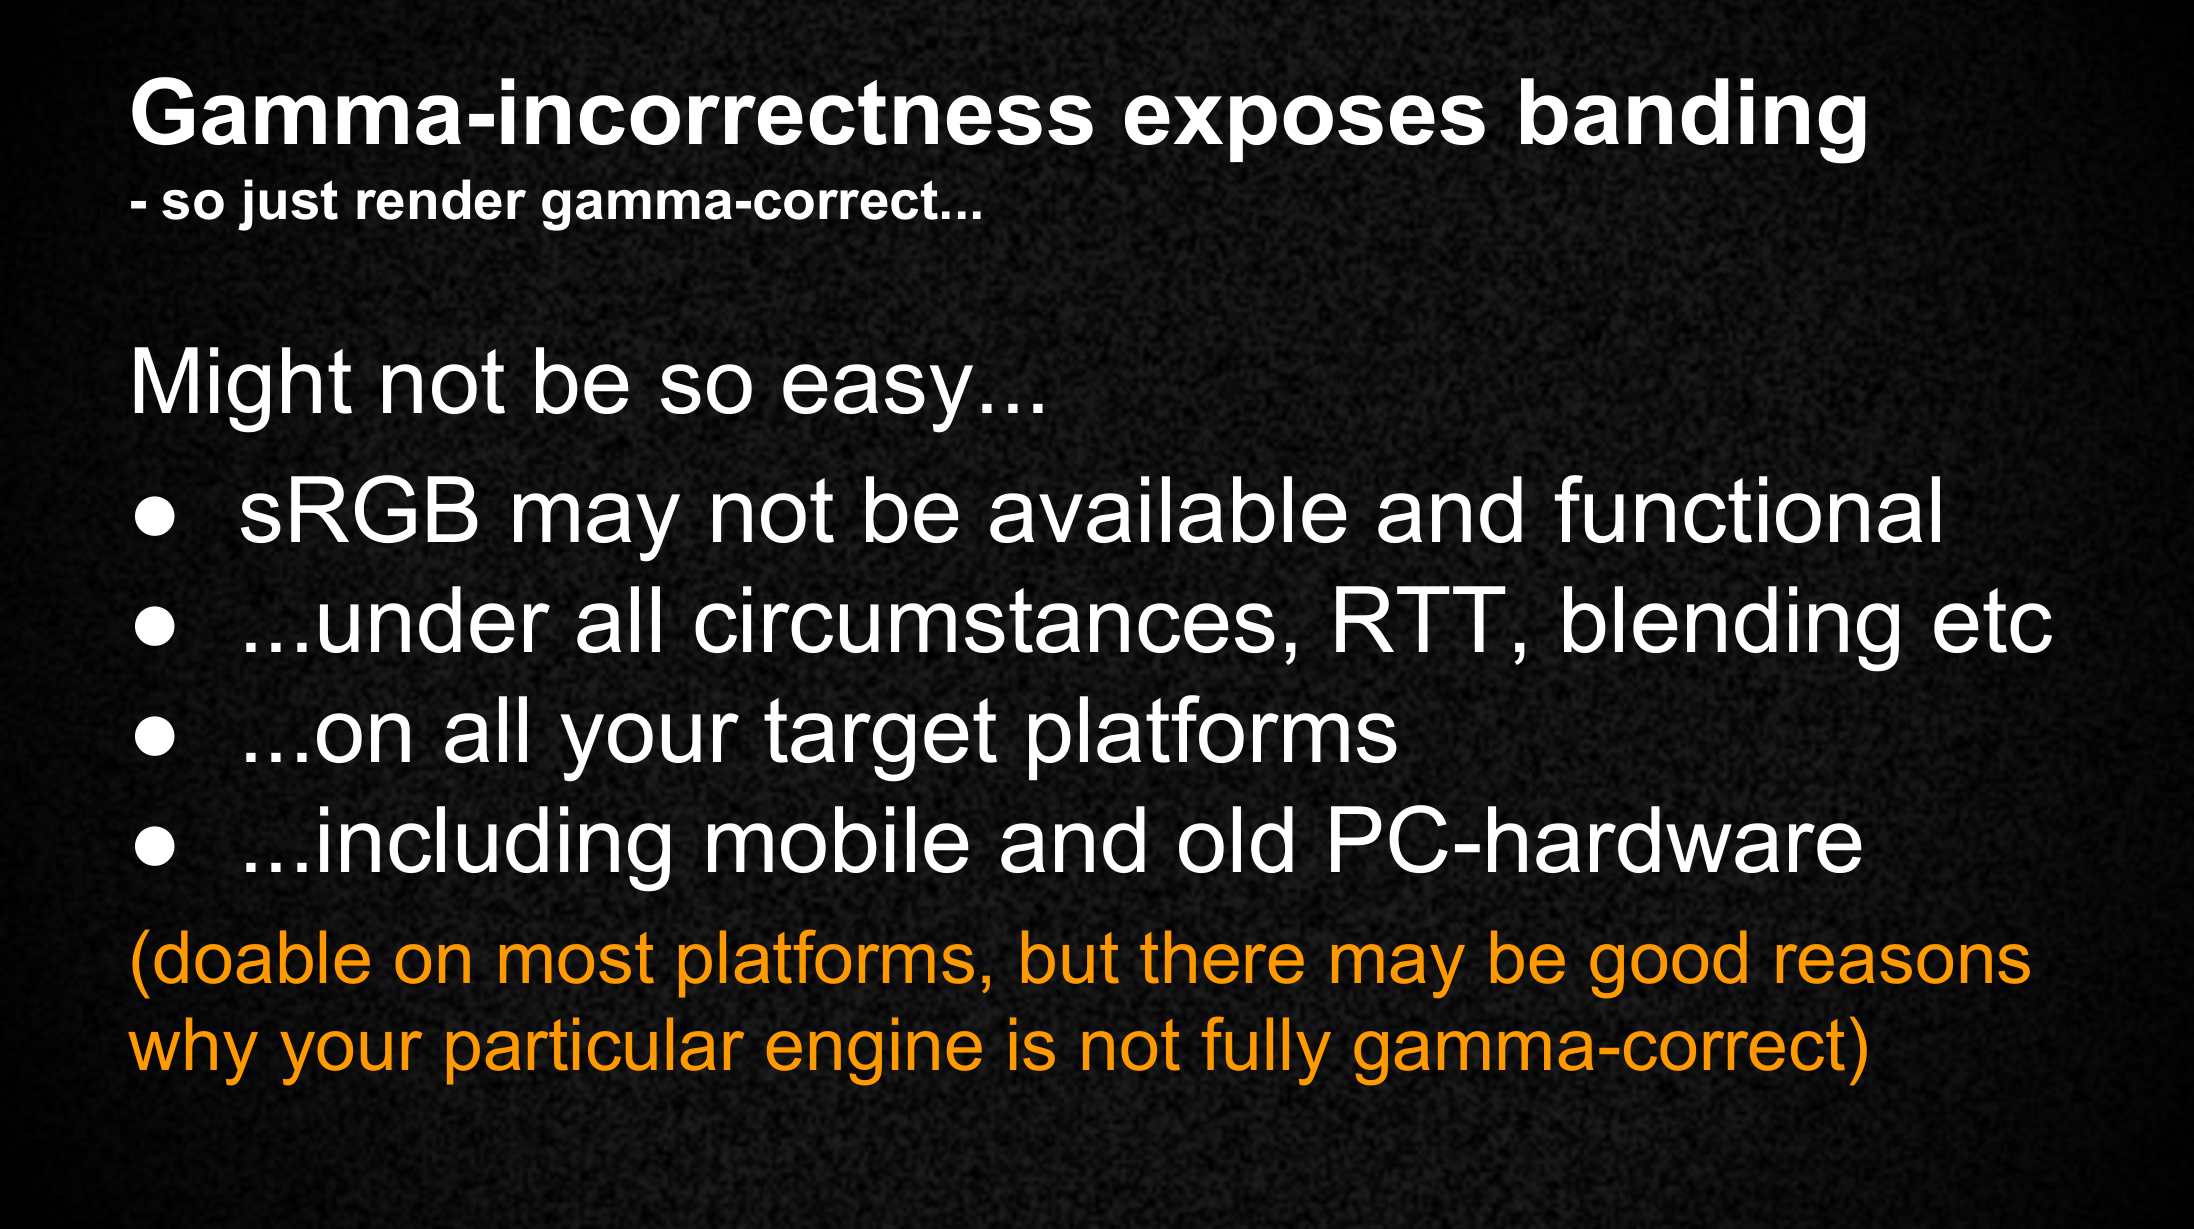 Gamma-incorrectness exposes banding
- so just render gamma-correct...
Might not be so easy...
● sRGB may not be available and functional
● ...under all circumstances, RTT, blending etc
● ...on all your target platforms
● ...including mobile and old PC-hardware
(doable on most platforms, but there may be good reasons
why your particular engine is not fully gamma-correct)